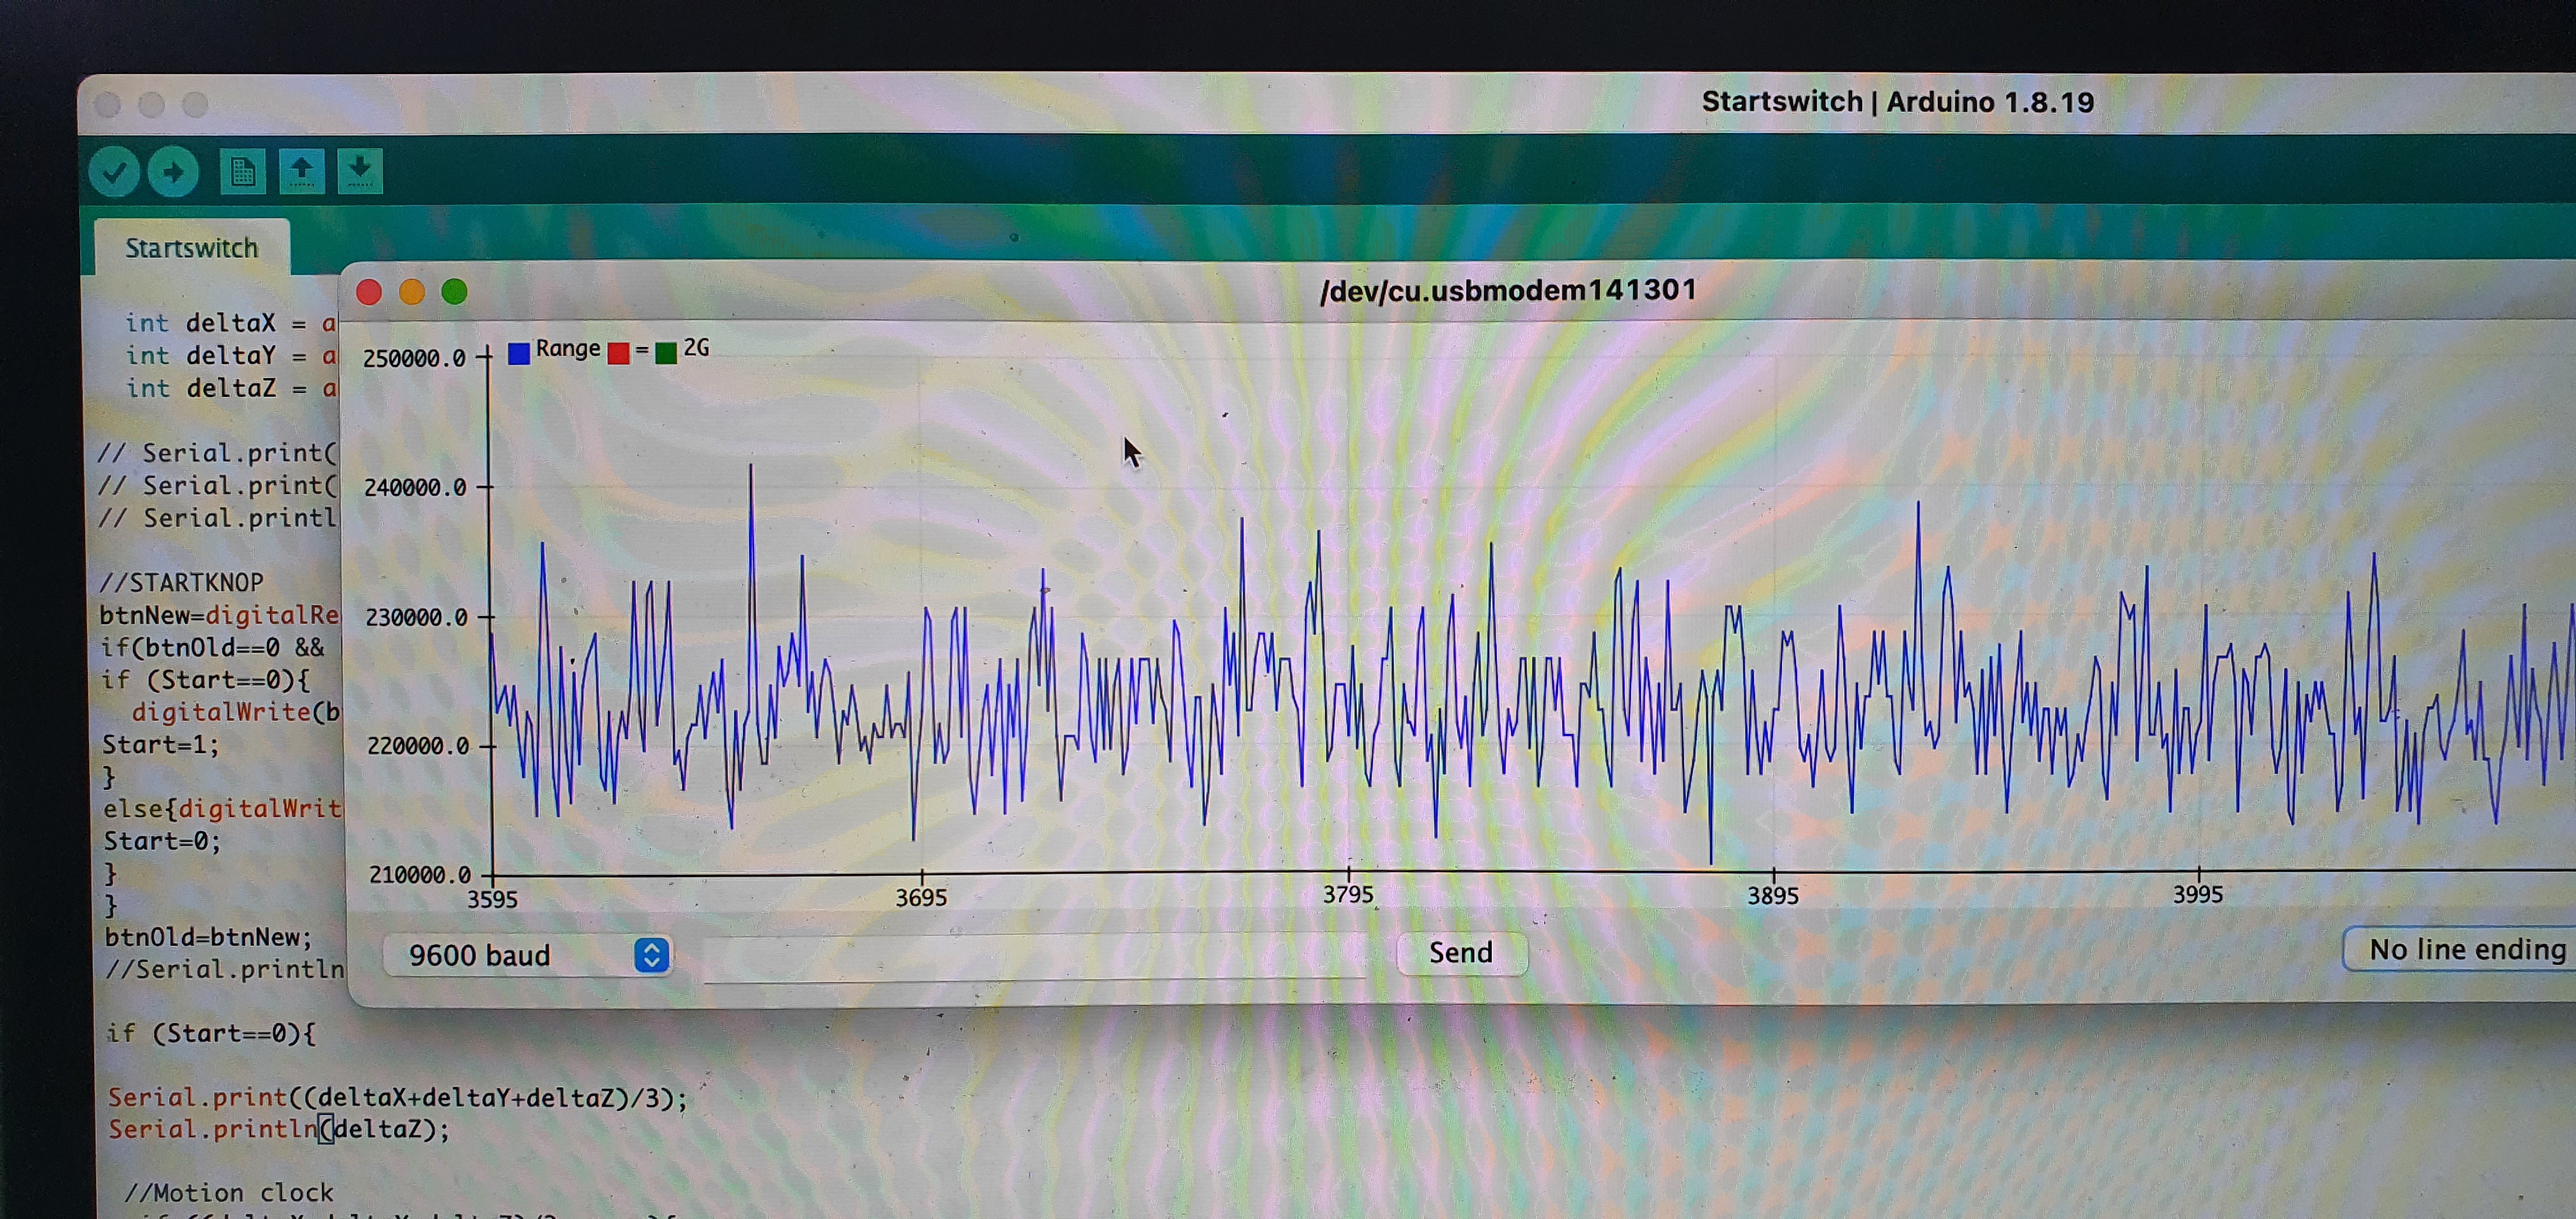 Startswitch | Arduino 1.8.19
Startswitch
/dev/cu.usbmodem141301
Range = 2G
250000.0
240000.0
230000.0
220000.0
210000.0
3595 3695 3795 3895 3995
9600 baud Send No line ending
int deltaX = a
int deltaY = a
int deltaZ = a
// Serial.print(
// Serial.print(
// Serial.printl
//STARTKNOP
btnNew=digitalRe
if(btnOld==0 &&
if (Start==0){
digitalWrite(b
Start=1;
}
else{digitalWrit
Start=0;
}
}
btnOld=btnNew;
//Serial.println
if (Start==0){
Serial.print((deltaX+deltaY+deltaZ)/3);
Serial.println(deltaZ);
//Motion clock